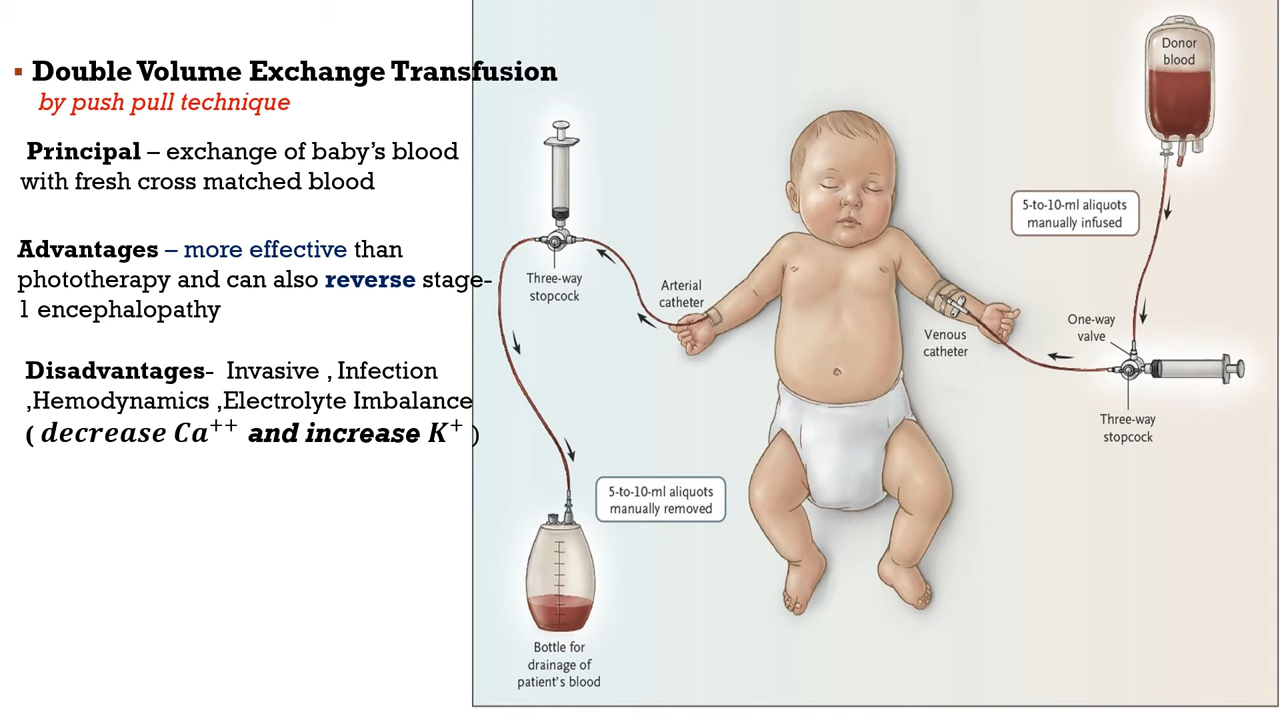 ▪ Double Volume Exchange Transfusion
by push pull technique
Principal – exchange of baby's blood
with fresh cross matched blood
Advantages – more effective than
phototherapy and can also reverse stage-
1 encephalopathy
Disadvantages- Invasive , Infection
,Hemodynamics ,Electrolyte Imbalance
( decrease Ca⁺⁺ and increase K⁺ )
Three-way
stopcock
Arterial
catheter
5-to-10-ml aliquots
manually removed
Bottle for
drainage of
patient's blood
Donor
blood
5-to-10-ml aliquots
manually infused
One-way
valve
Venous
catheter
Three-way
stopcock